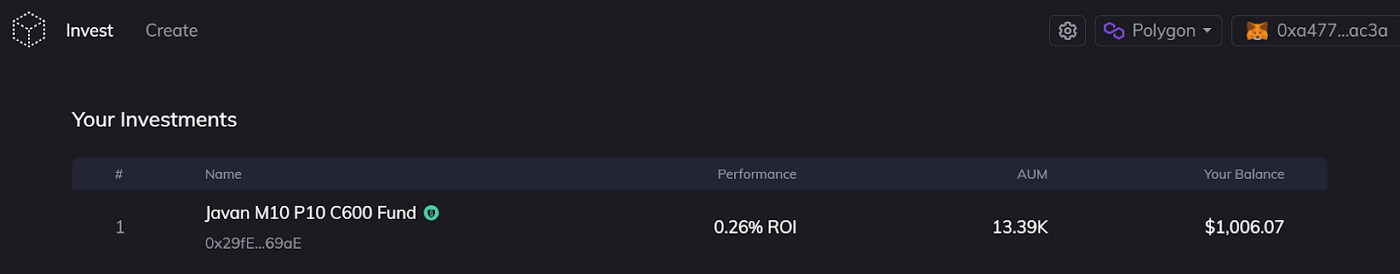 Invest Create Polygon 0xa477...ac3a
Your Investments
# Name Performance AUM Your Balance
1 Javan M10 P10 C600 Fund 0.26% ROI 13.39K $1,006.07
0x29fE...69aE